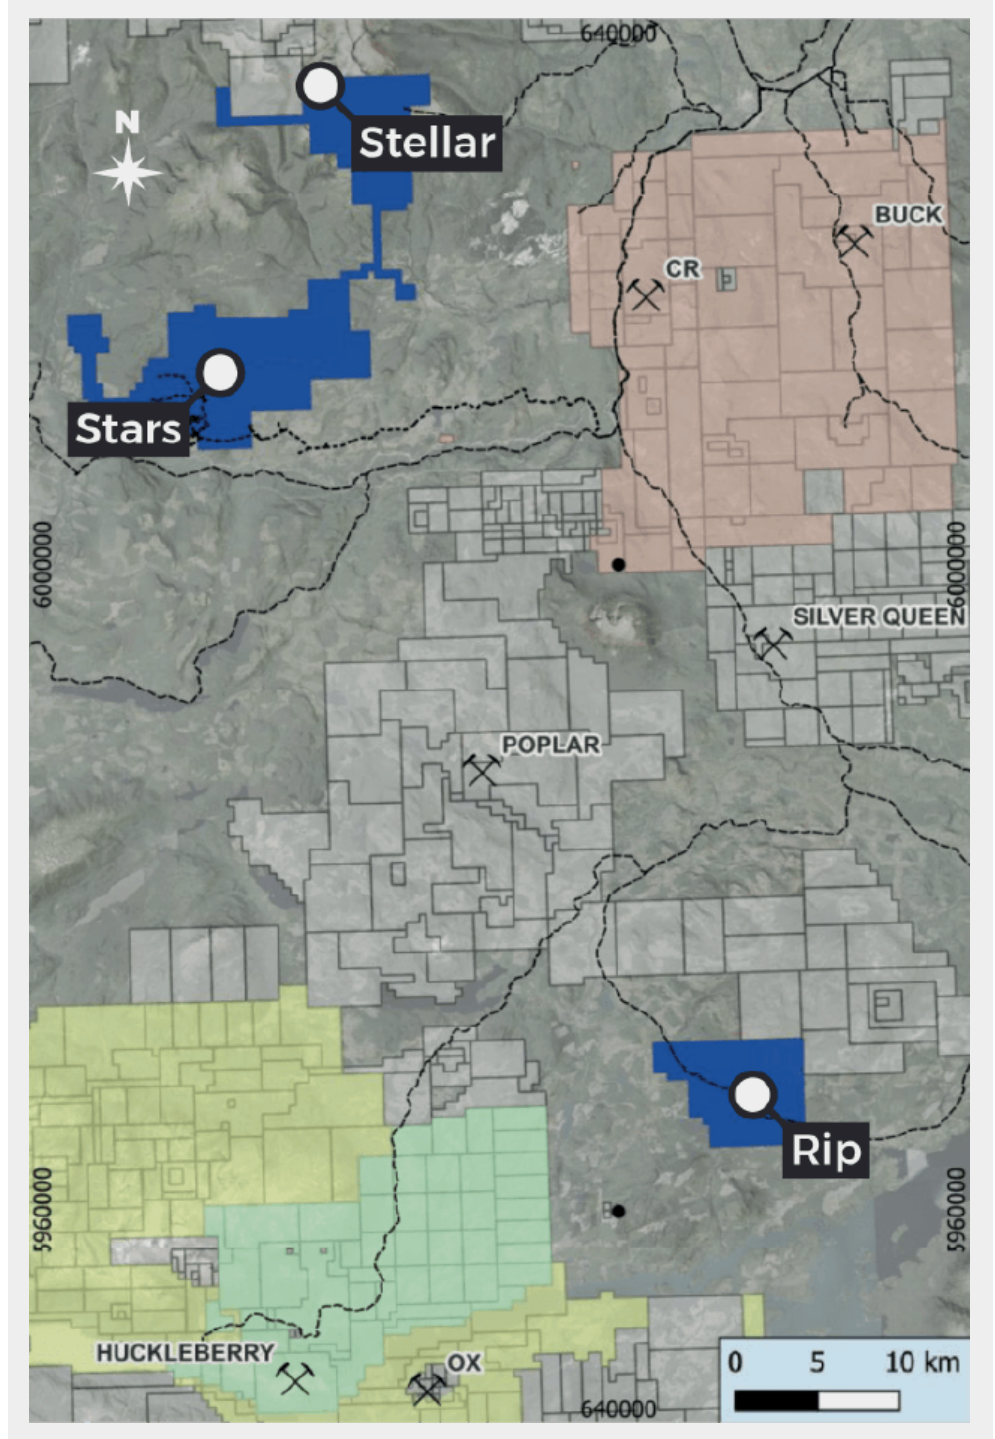 640000
N
Stellar
BUCK
CR
Stars
6000000
6000000
SILVER QUEEN
POPLAR
Rip
5960000
5960000
HUCKLEBERRY
OX
0 5 10 km
640000